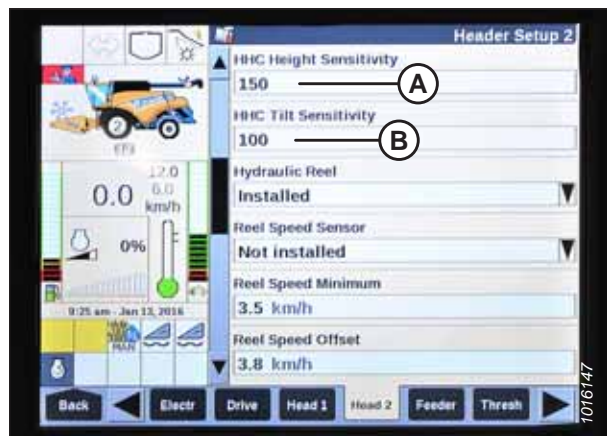 Header Setup 2
HHC Height Sensitivity
150
A
HHC Tilt Sensitivity
100
B
Hydraulic Reel
Installed
Reel Speed Sensor
Not installed
Reel Speed Minimum
3.5 km/h
Reel Speed Offset
3.8 km/h
2
12.0
0.0 6.0
km/h
0%
9:25 am - Jan 13, 2016
MAN
Back Electr Drive Head 1 Head 2 Feeder Thresh
1016147